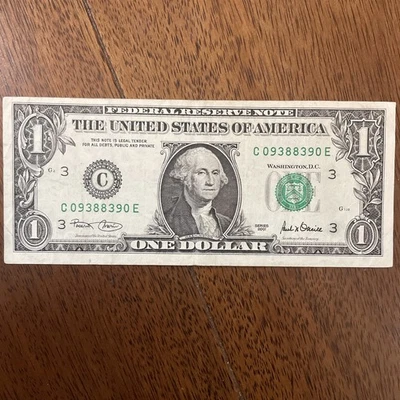 FEDERAL RESERVE NOTE
THE UNITED STATES OF AMERICA
THIS NOTE IS LEGAL TENDER
FOR ALL DEBTS, PUBLIC AND PRIVATE
C 09388390 E
WASHINGTON, D.C.
3
3
C
C 09388390 E
3
3
SERIES
2001
1
1
1
1
ONE DOLLAR